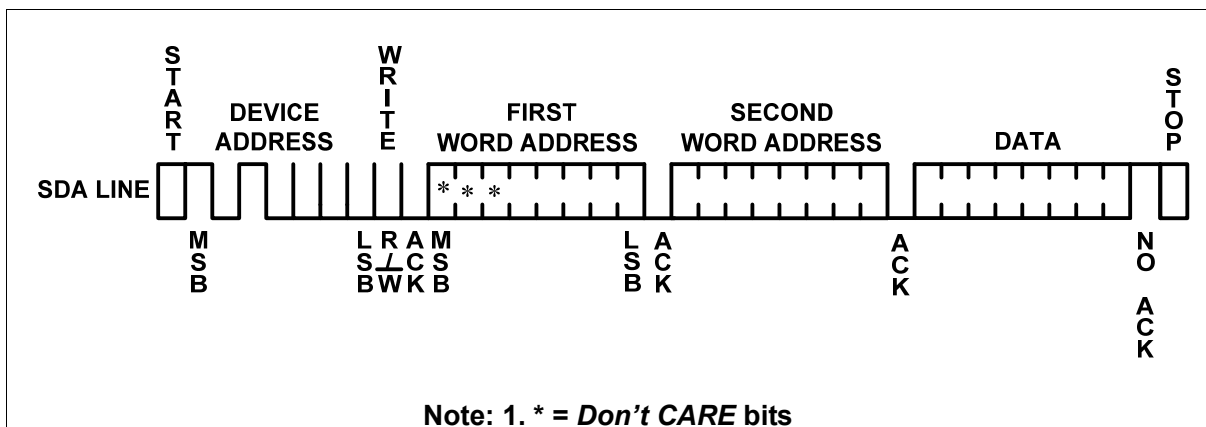 START
WRITE
STOP
DEVICE
ADDRESS
FIRST
WORD ADDRESS
SECOND
WORD ADDRESS
DATA
SDA LINE
* * *
MSB
LSB
R/W
ACK
MSB
LSB
ACK
ACK
NO ACK
Note: 1. * = Don't CARE bits